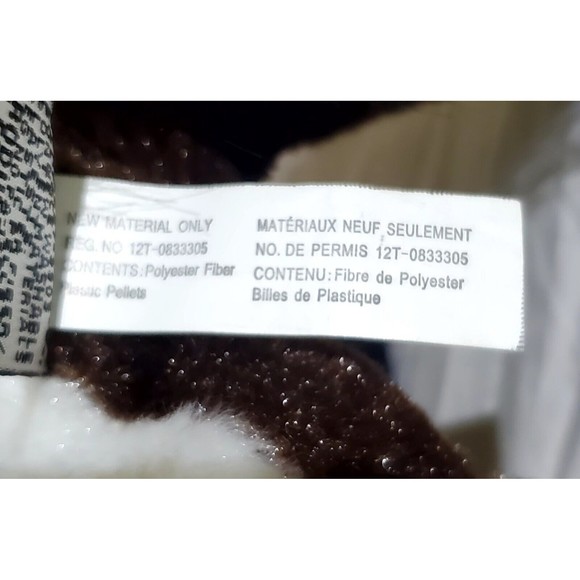 NEW MATERIAL ONLY
REG. NO 12T-0833305
CONTENTS: Polyester Fiber
Plastic Pellets
MATÉRIAUX NEUF SEULEMENT
NO. DE PERMIS 12T-0833305
CONTENU: Fibre de Polyester
Billes de Plastique